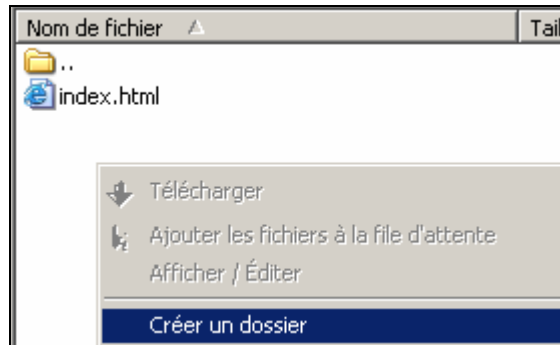 Nom de fichier Tail
..
index.html
Télécharger
Ajouter les fichiers à la file d'attente
Afficher / Éditer
Créer un dossier